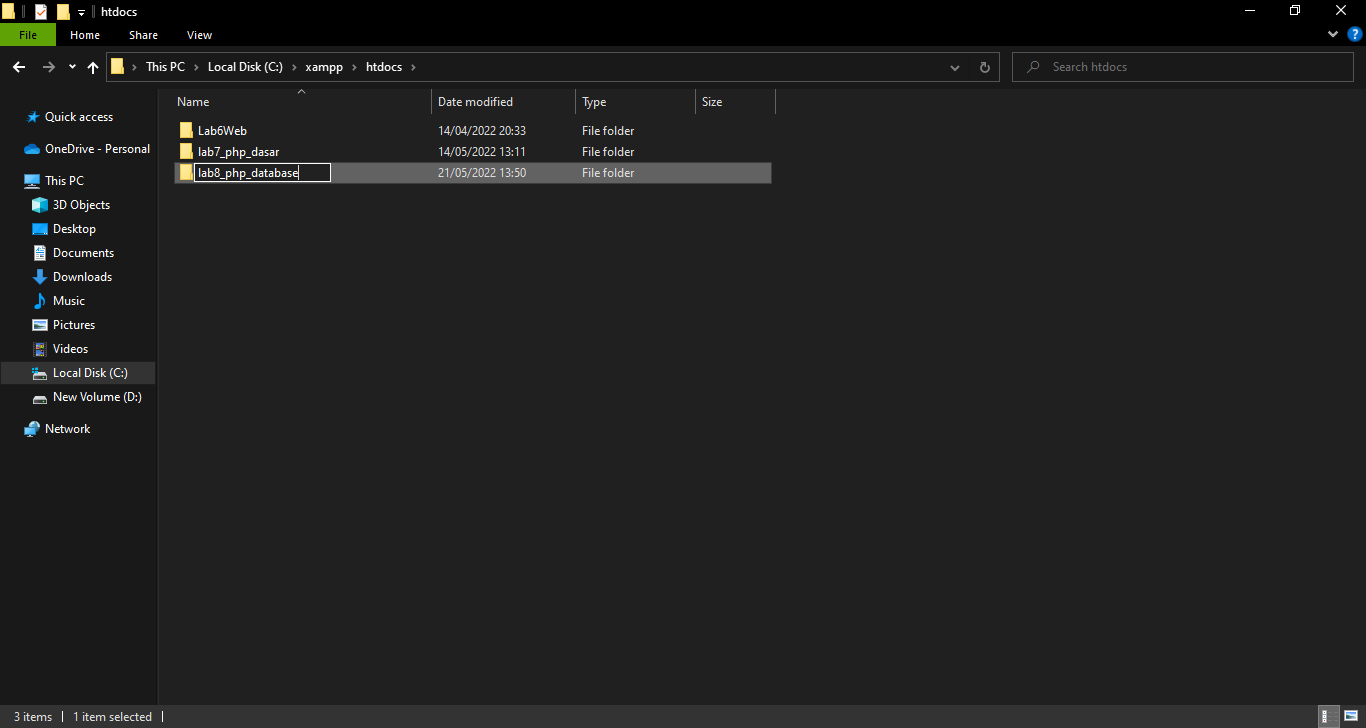 htdocs
File Home Share View
This PC Local Disk (C:) xampp htdocs Search htdocs
Name Date modified Type Size
Quick access
OneDrive - Personal
This PC
3D Objects
Desktop
Documents
Downloads
Music
Pictures
Videos
Local Disk (C:)
New Volume (D:)
Network
Lab6Web 14/04/2022 20:33 File folder
lab7_php_dasar 14/05/2022 13:11 File folder
lab8_php_database 21/05/2022 13:50 File folder
3 items 1 item selected